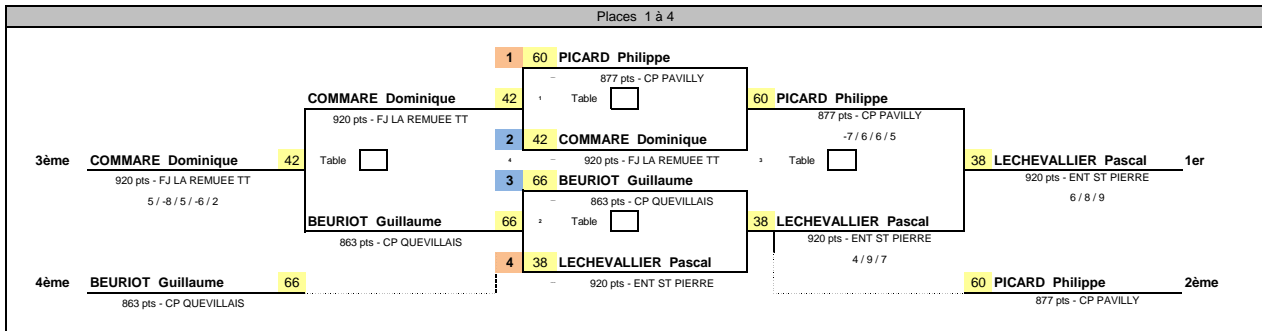 Places 1 à 4
1 60 PICARD Philippe
– 877 pts - CP PAVILLY
COMMARE Dominique 42 1 Table 60 PICARD Philippe
920 pts - FJ LA REMUEE TT 877 pts - CP PAVILLY
2 42 COMMARE Dominique -7 / 6 / 6 / 5
3ème COMMARE Dominique 42 Table 4 – 920 pts - FJ LA REMUEE TT 3 Table 38 LECHEVALLIER Pascal 1er
920 pts - FJ LA REMUEE TT 3 66 BEURIOT Guillaume 920 pts - ENT ST PIERRE
5 / -8 / 5 / -6 / 2 – 863 pts - CP QUEVILLAIS 6 / 8 / 9
BEURIOT Guillaume 66 2 Table 38 LECHEVALLIER Pascal
863 pts - CP QUEVILLAIS 920 pts - ENT ST PIERRE
4 38 LECHEVALLIER Pascal 4 / 9 / 7
4ème BEURIOT Guillaume 66 – 920 pts - ENT ST PIERRE 60 PICARD Philippe 2ème
863 pts - CP QUEVILLAIS 877 pts - CP PAVILLY